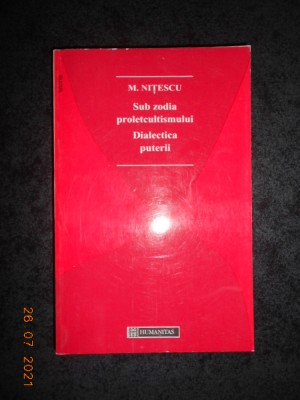 M. NIȚESCU
Sub zodia
proletcultismului
Dialectica
puterii
HUMANITAS
26 07 2021